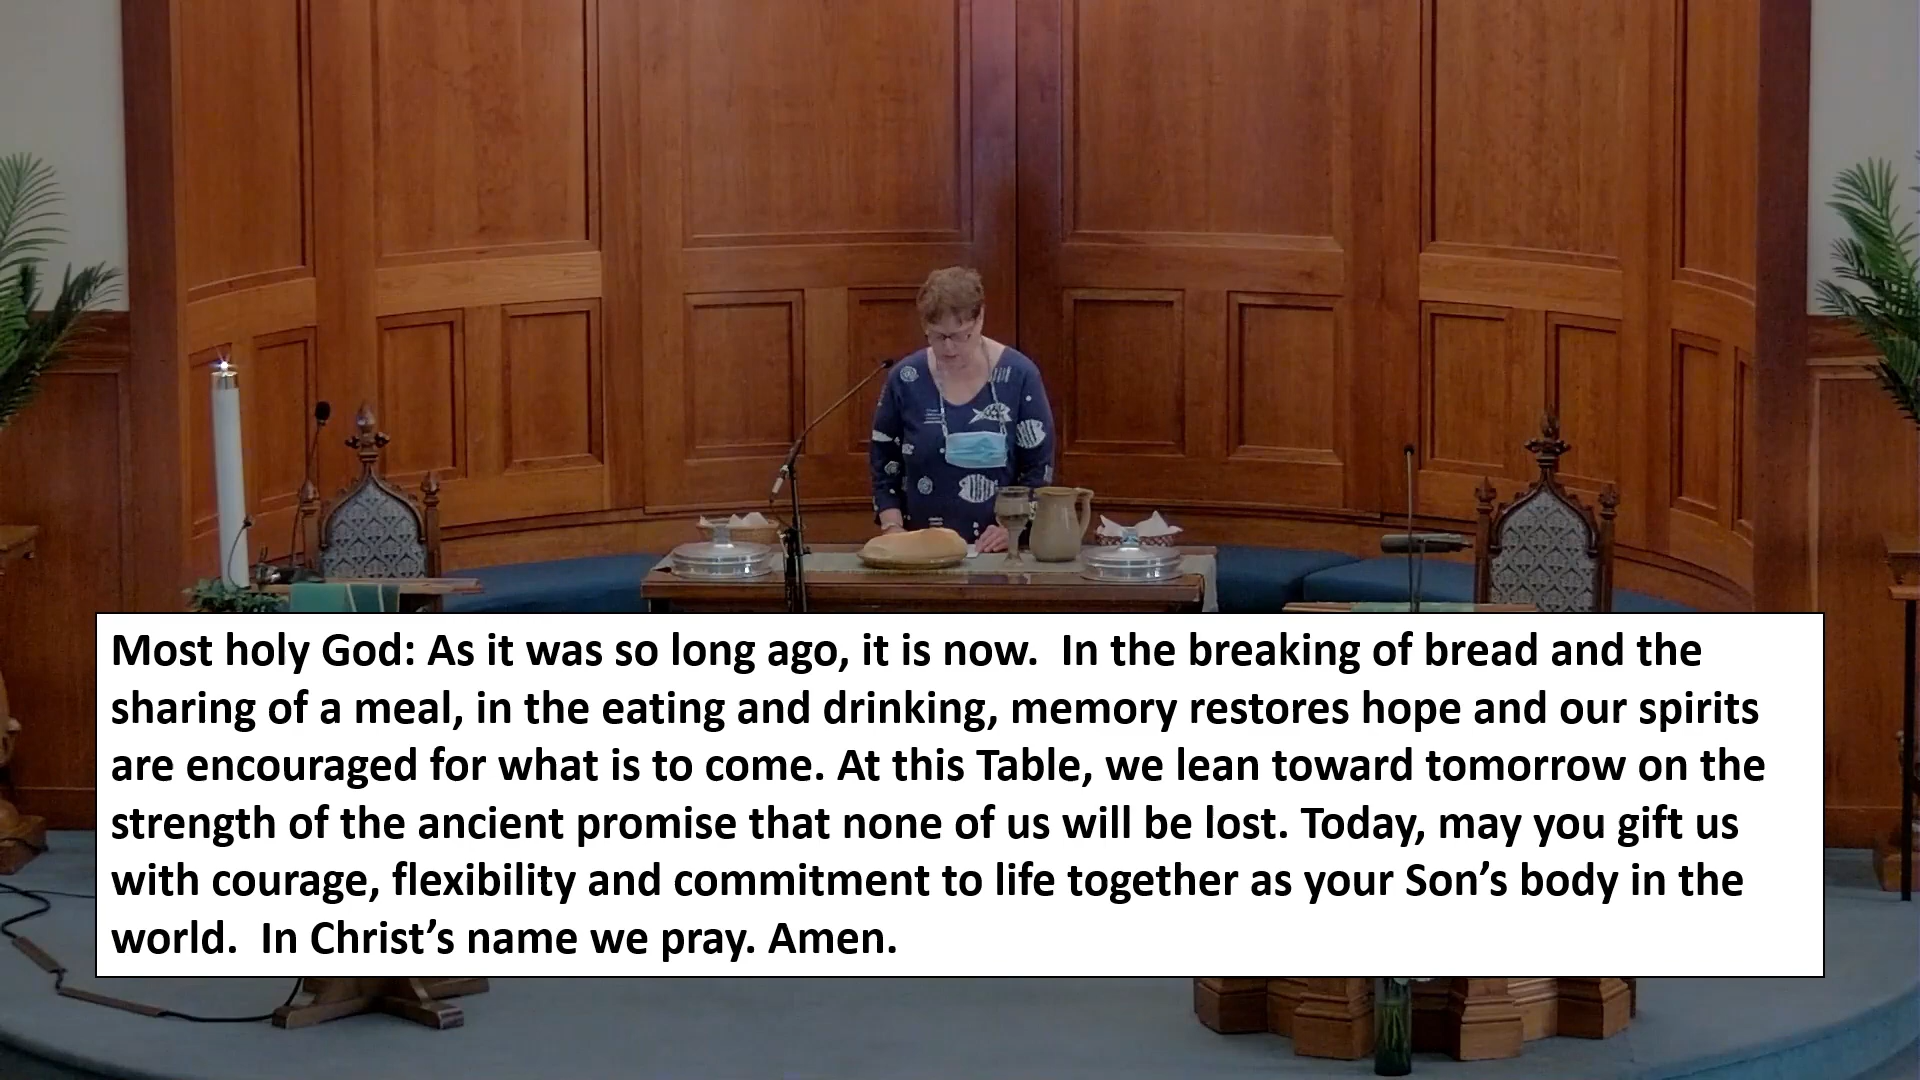 Most holy God: As it was so long ago, it is now.  In the breaking of bread and the
sharing of a meal, in the eating and drinking, memory restores hope and our spirits
are encouraged for what is to come. At this Table, we lean toward tomorrow on the
strength of the ancient promise that none of us will be lost. Today, may you gift us
with courage, flexibility and commitment to life together as your Son’s body in the
world.  In Christ’s name we pray. Amen.